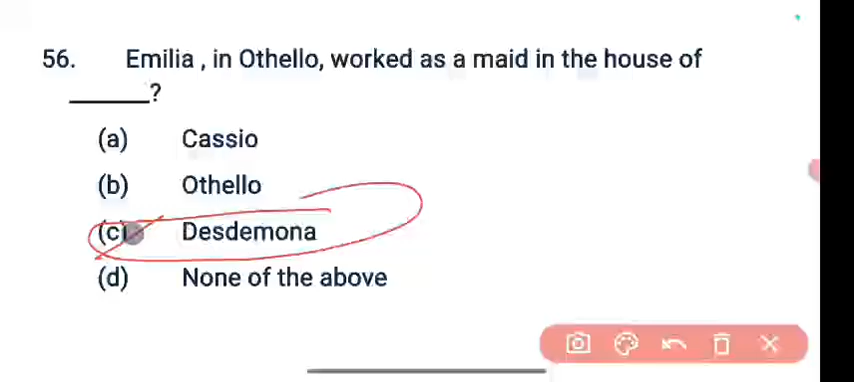 56. Emilia , in Othello, worked as a maid in the house of
______?
(a) Cassio
(b) Othello
(c) Desdemona
(d) None of the above